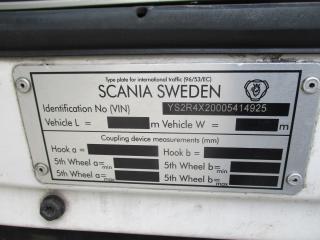 Type plate for international traffic (96/53/EC)
SCANIA SWEDEN
Identification No (VIN) YS2R4X20005414925
Vehicle L = m Vehicle W = m
Coupling device measurements (mm)
Hook a = Hook b =
5th Wheel a=min 5th Wheel b=min
5th Wheel a=max 5th Wheel b=max